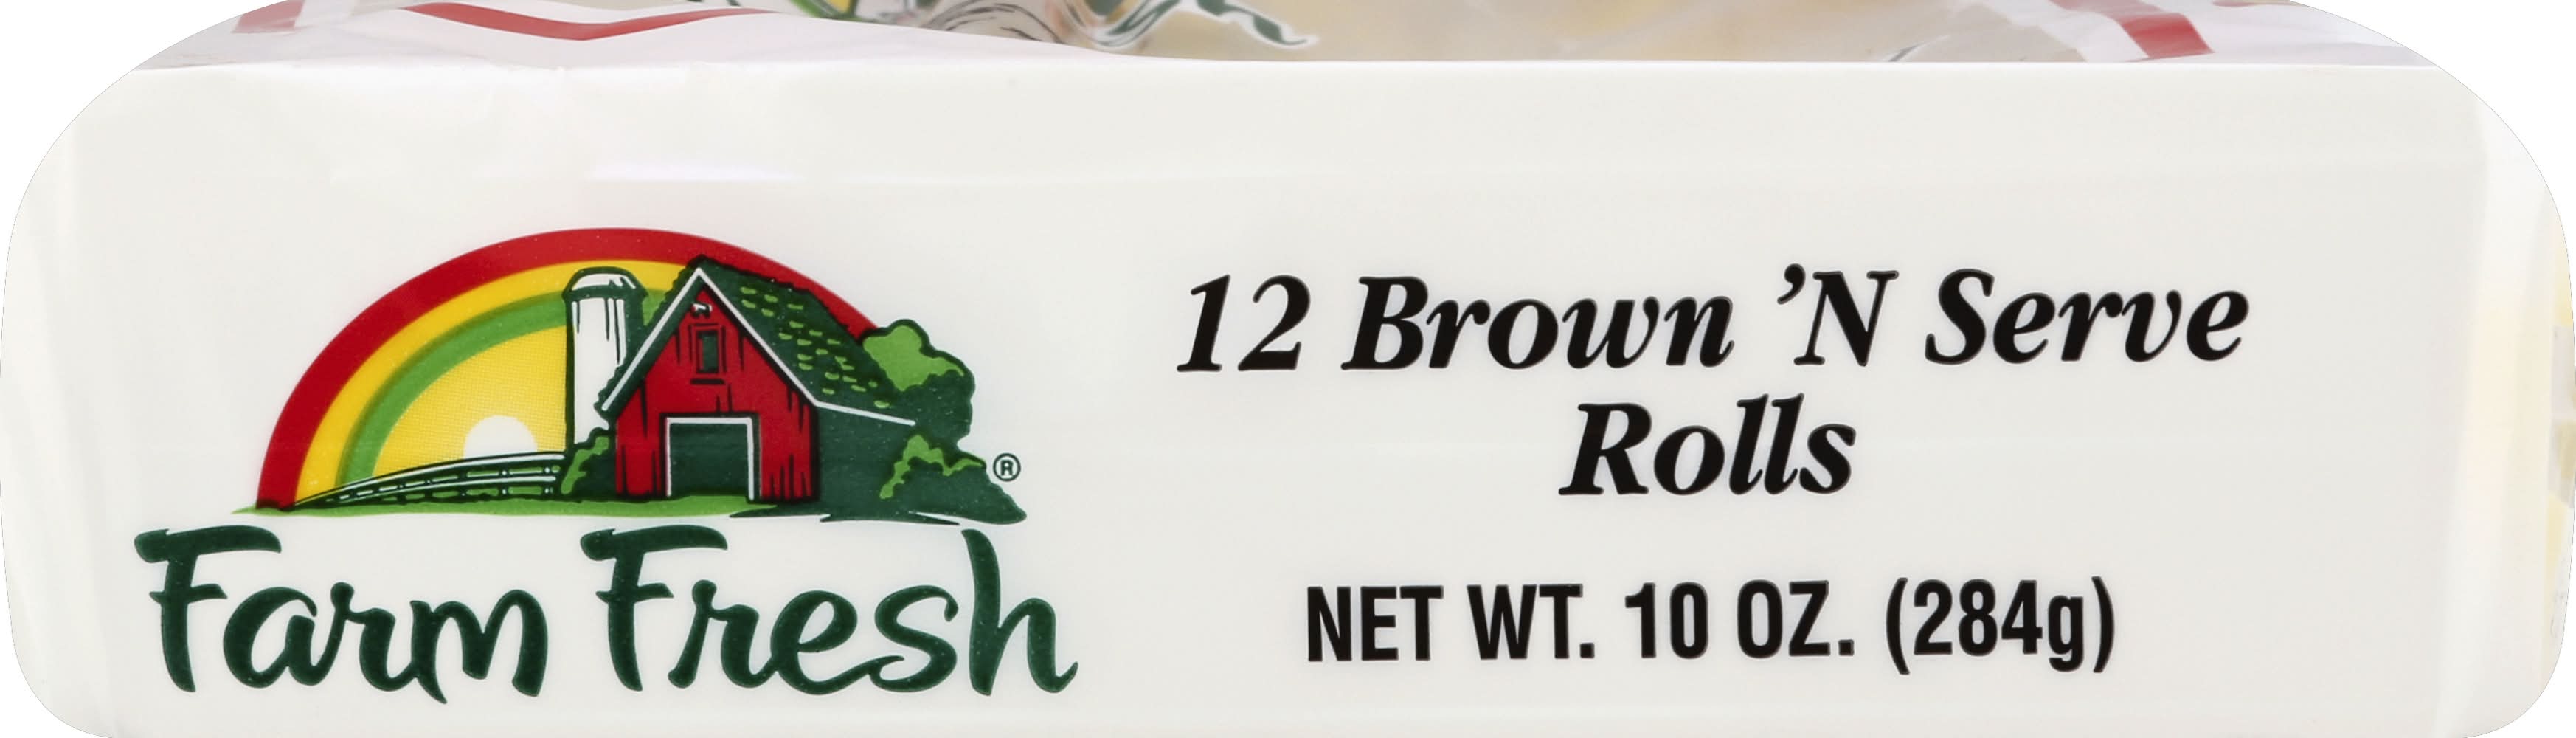 12 Brown ’N Serve
Rolls
®
Farm Fresh
NET WT. 10 OZ. (284g)